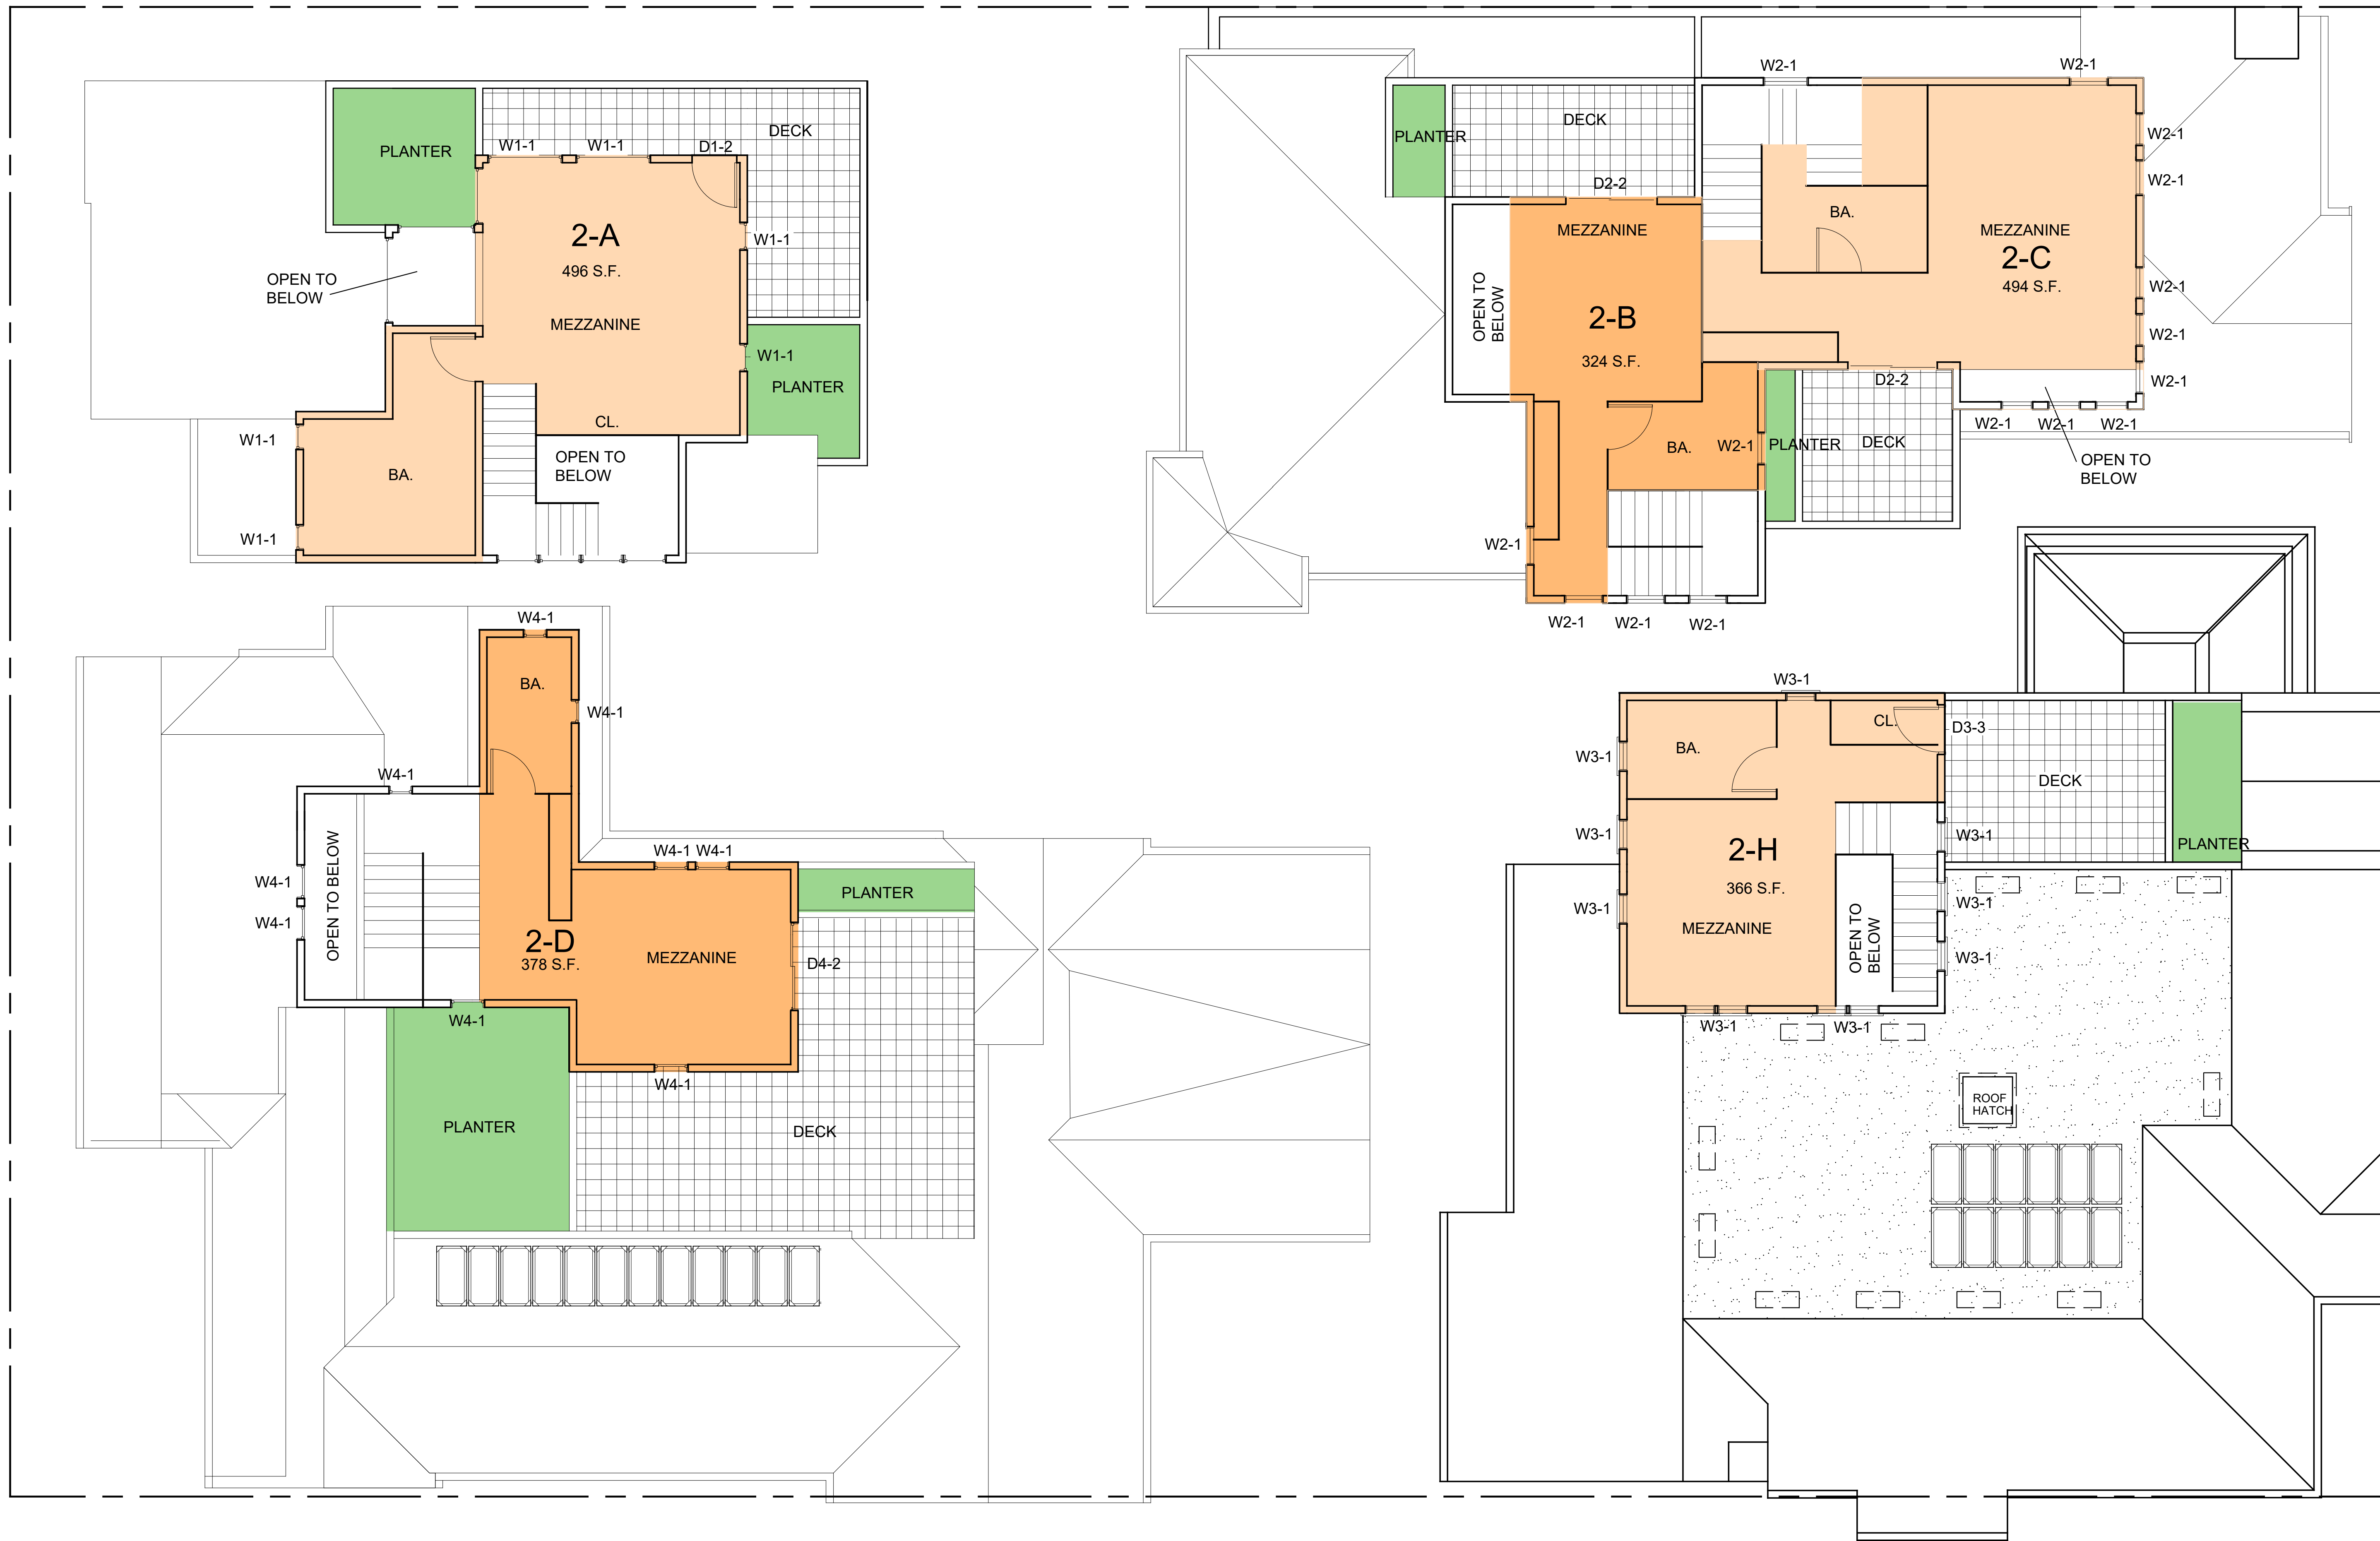 PLANTER
DECK
W1-1
W1-1
D1-2
2-A
496 S.F.
W1-1
OPEN TO
BELOW
MEZZANINE
W1-1
PLANTER
CL.
W1-1
BA.
OPEN TO
BELOW
W1-1
W2-1
W2-1
PLANTER
DECK
W2-1
W2-1
D2-2
BA.
MEZZANINE
MEZZANINE
2-C
494 S.F.
W2-1
OPEN TO
BELOW
2-B
324 S.F.
W2-1
D2-2
W2-1
W2-1
W2-1
W2-1
BA.
W2-1
PLANTER
DECK
OPEN TO
BELOW
W2-1
W2-1
W2-1
W2-1
W4-1
BA.
W4-1
W4-1
OPEN TO BELOW
W4-1
W4-1
PLANTER
W4-1
W4-1
2-D
378 S.F.
MEZZANINE
D4-2
W4-1
W4-1
PLANTER
DECK
W3-1
CL.
D3-3
BA.
W3-1
DECK
W3-1
W3-1
PLANTER
2-H
366 S.F.
W3-1
W3-1
MEZZANINE
OPEN TO
BELOW
W3-1
W3-1
W3-1
ROOF
HATCH